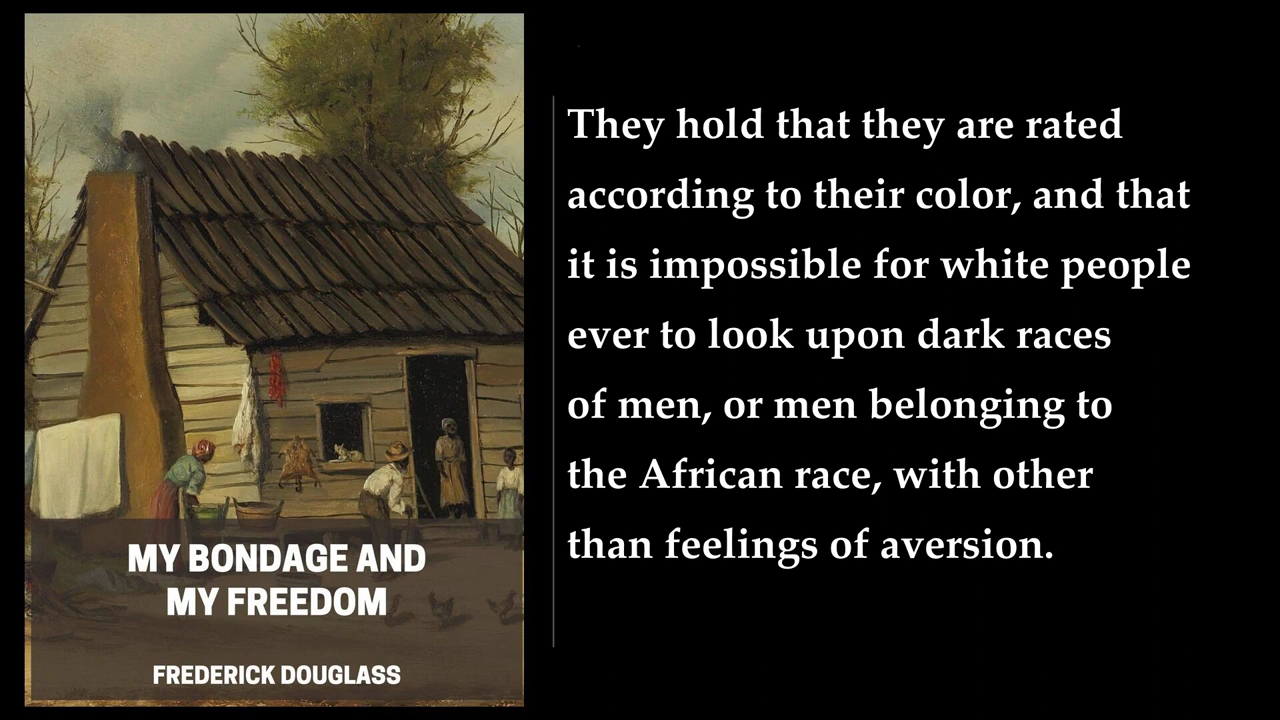 MY BONDAGE AND
MY FREEDOM
FREDERICK DOUGLASS
They hold that they are rated
according to their color, and that
it is impossible for white people
ever to look upon dark races
of men, or men belonging to
the African race, with other
than feelings of aversion.